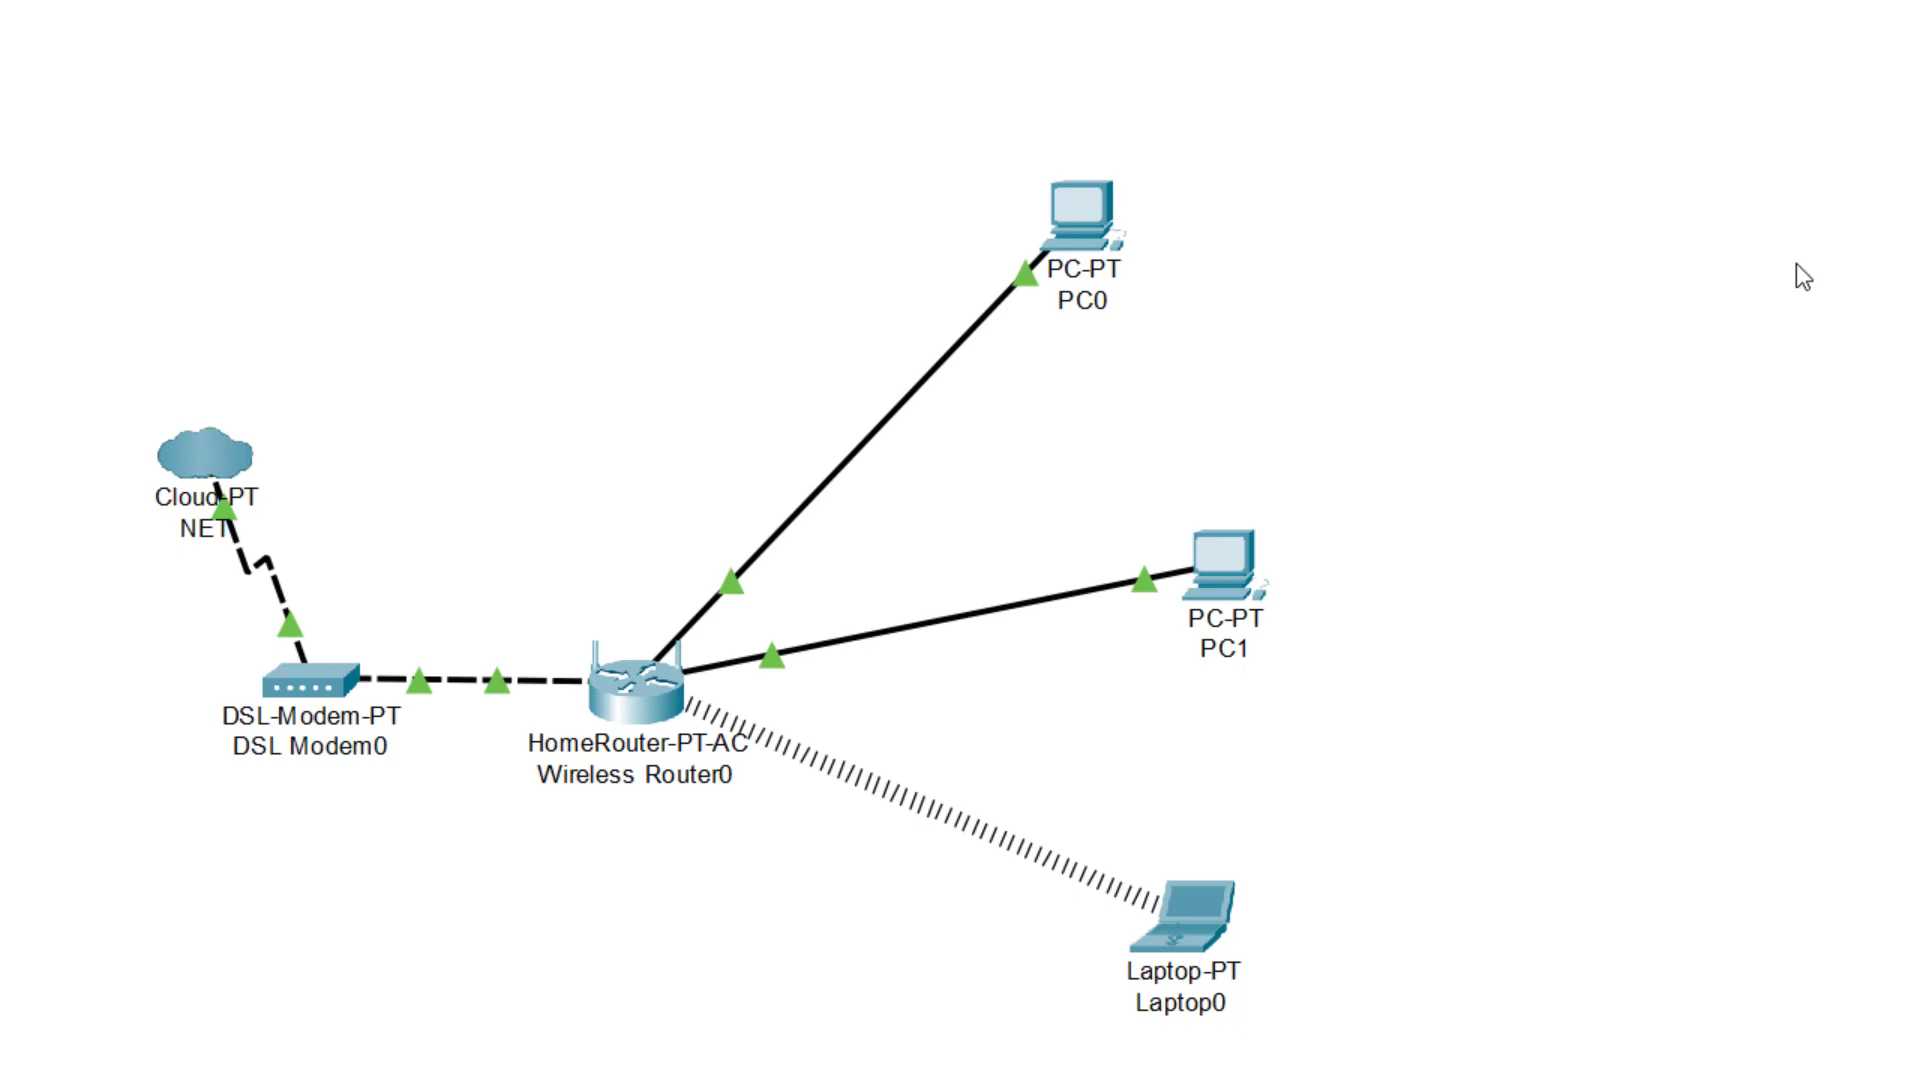 PC-PT
PC0
Cloud-PT
NET
PC-PT
PC1
DSL-Modem-PT
DSL Modem0
HomeRouter-PT-AC
Wireless Router0
Laptop-PT
Laptop0